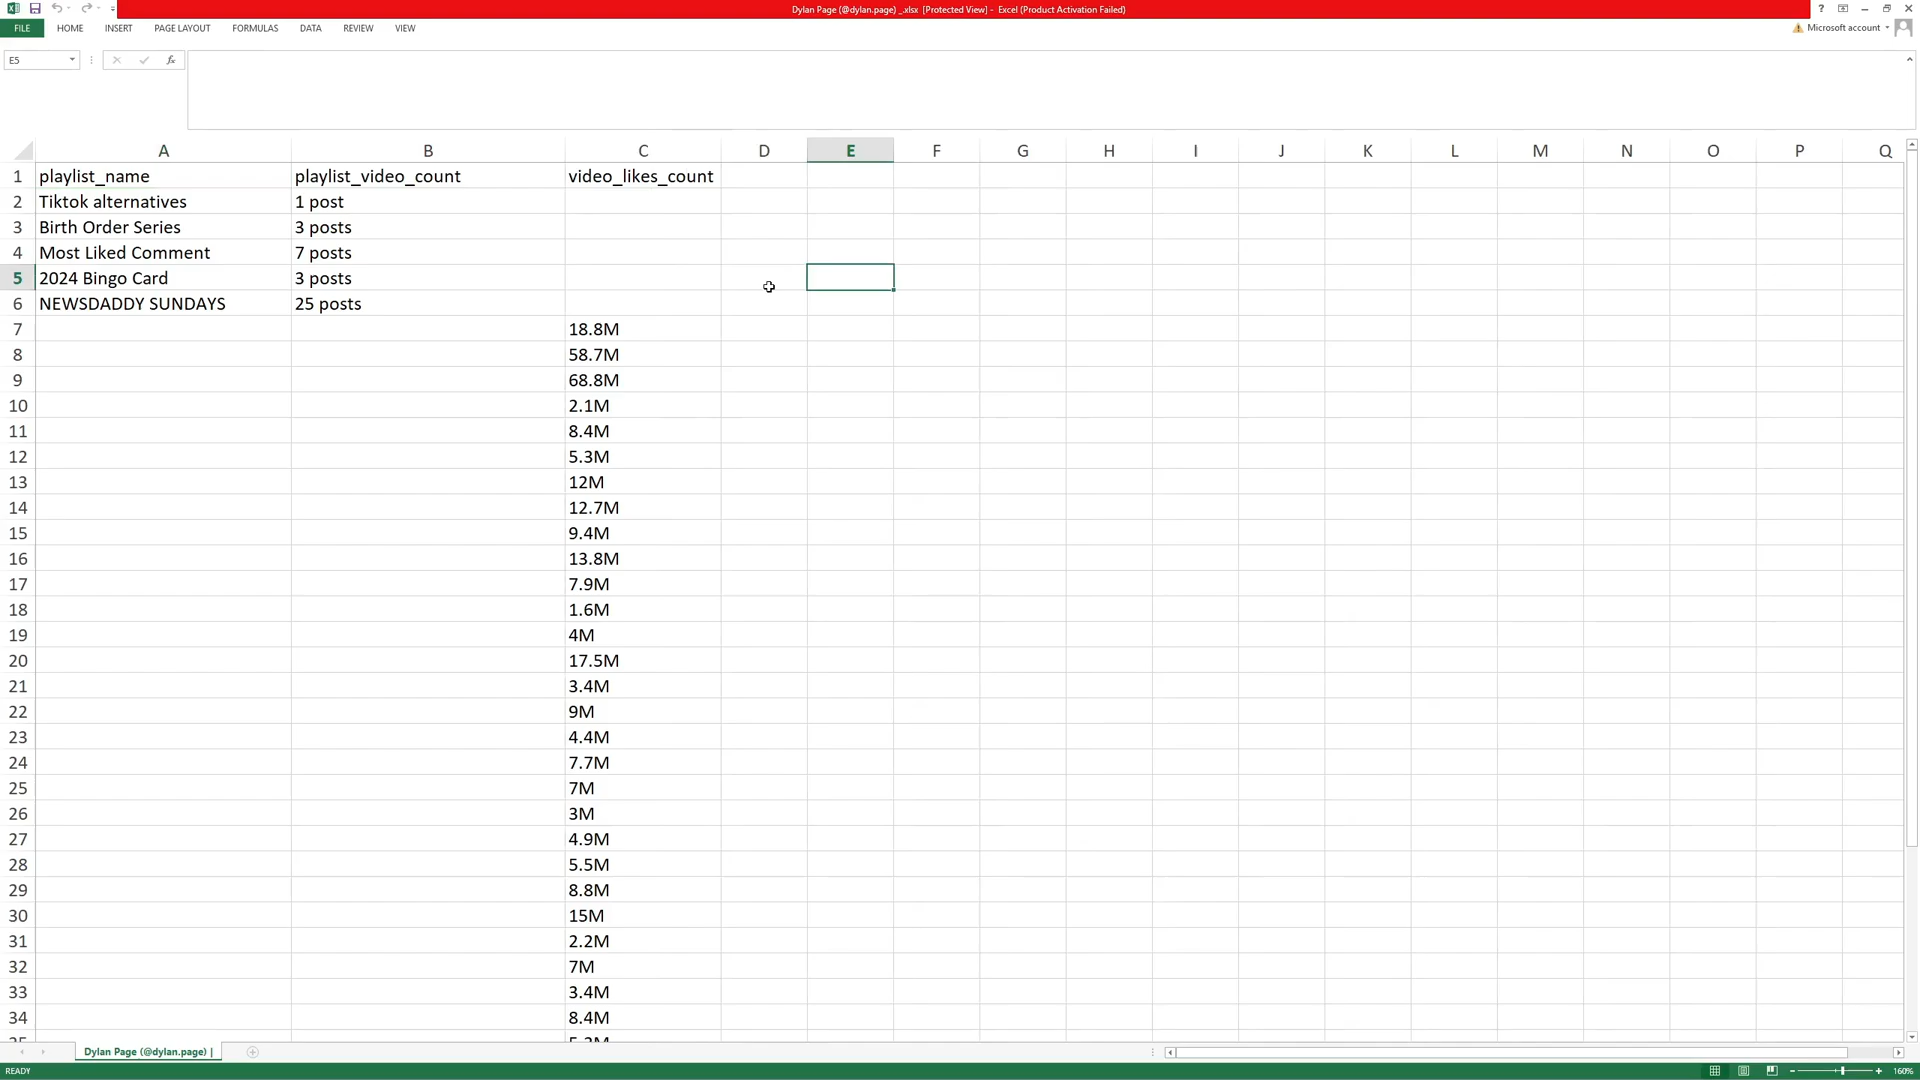 Dylan Page (@dylan.page) _.xlsx [Protected View] - Excel (Product Activation Failed)
FILE HOME INSERT PAGE LAYOUT FORMULAS DATA REVIEW VIEW Microsoft account
E5
A B C D E F G H I J K L M N O P Q
1 playlist_name playlist_video_count video_likes_count
2 Tiktok alternatives 1 post
3 Birth Order Series 3 posts
4 Most Liked Comment 7 posts
5 2024 Bingo Card 3 posts
6 NEWSDADDY SUNDAYS 25 posts
7 18.8M
8 58.7M
9 68.8M
10 2.1M
11 8.4M
12 5.3M
13 12M
14 12.7M
15 9.4M
16 13.8M
17 7.9M
18 1.6M
19 4M
20 17.5M
21 3.4M
22 9M
23 4.4M
24 7.7M
25 7M
26 3M
27 4.9M
28 5.5M
29 8.8M
30 15M
31 2.2M
32 7M
33 3.4M
34 8.4M
Dylan Page (@dylan.page) |
READY 160%